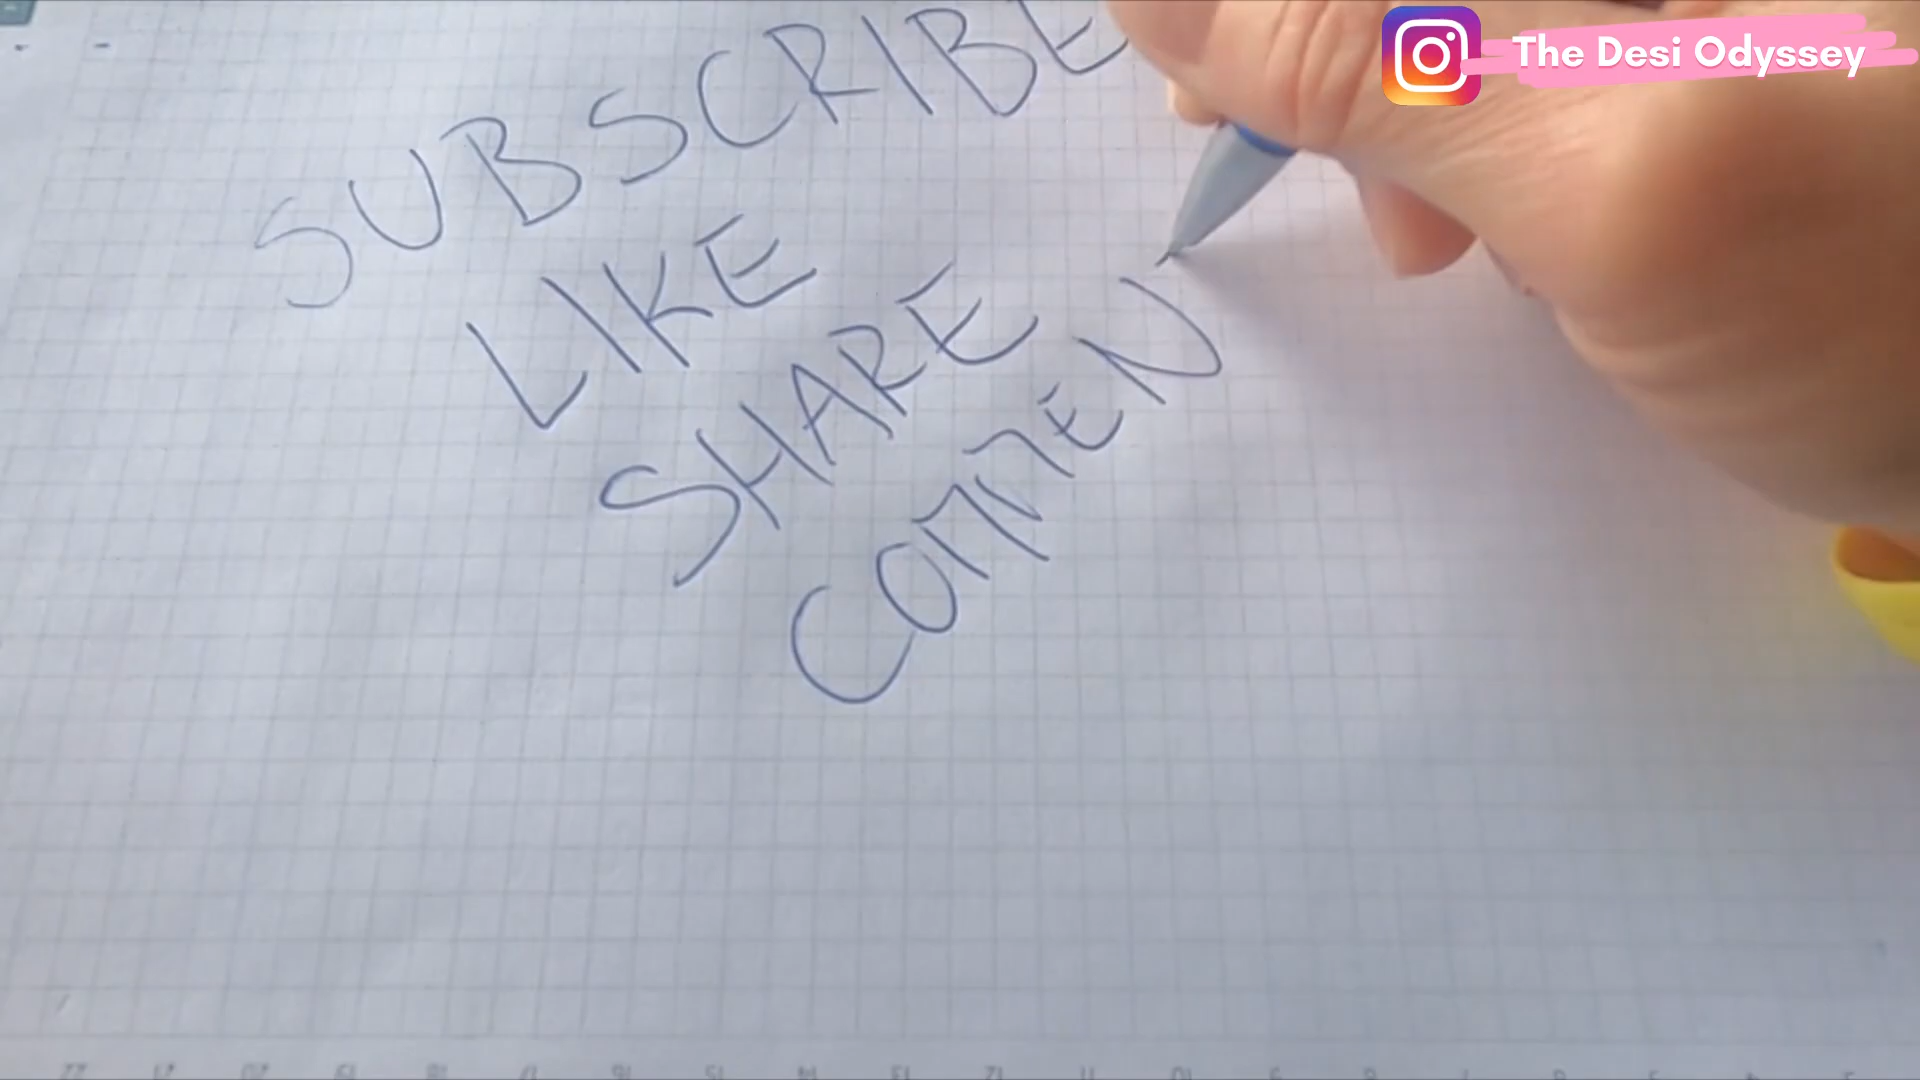 The Desi Odyssey
SUBSCRIBE
LIKE
SHARE
COMMEN